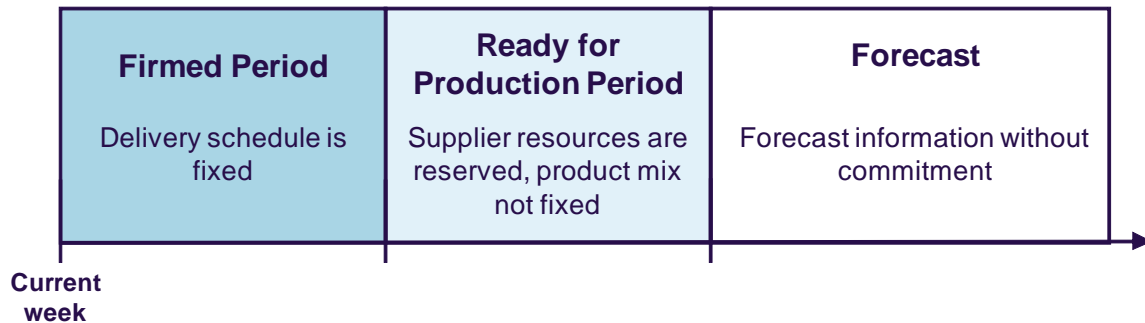 Firmed Period
Delivery schedule is
fixed
Ready for
Production Period
Supplier resources are
reserved, product mix
not fixed
Forecast
Forecast information without
commitment
Current
week